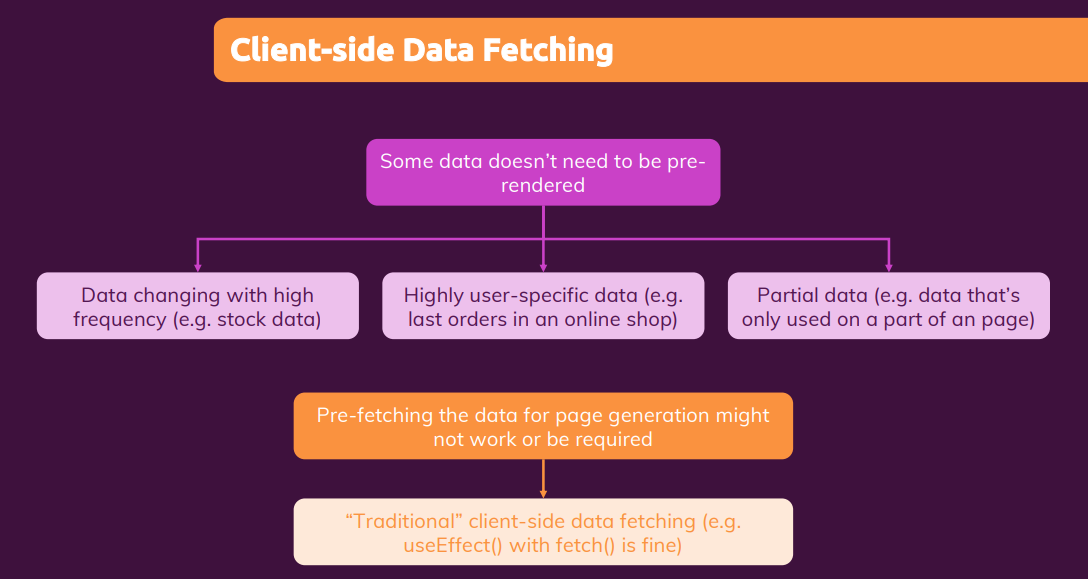 Client-side Data Fetching
Some data doesn’t need to be pre-
rendered
Data changing with high
frequency (e.g. stock data)
Highly user-specific data (e.g.
last orders in an online shop)
Partial data (e.g. data that’s
only used on a part of an page)
Pre-fetching the data for page generation might
not work or be required
“Traditional” client-side data fetching (e.g.
useEffect() with fetch() is fine)